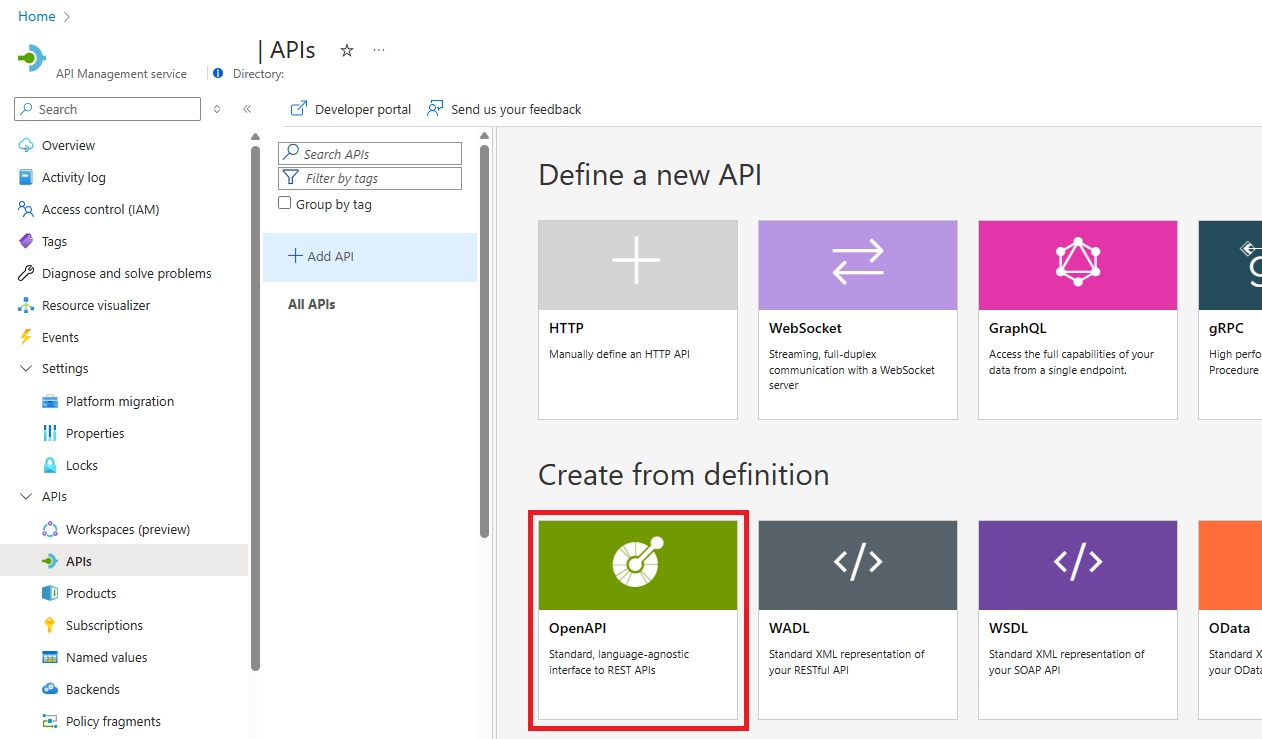 Home
| APIs
API Management service
Directory:
Search
Developer portal
Send us your feedback
Overview
Activity log
Access control (IAM)
Tags
Diagnose and solve problems
Resource visualizer
Events
Settings
Platform migration
Properties
Locks
APIs
Workspaces (preview)
APIs
Products
Subscriptions
Named values
Backends
Policy fragments
Search APIs
Filter by tags
Group by tag
+ Add API
All APIs
Define a new API
HTTP
Manually define an HTTP API
WebSocket
Streaming, full-duplex
communication with a WebSocket
server
GraphQL
Access the full capabilities of your
data from a single endpoint.
gRPC
High perfo
Procedure
Create from definition
OpenAPI
Standard, language-agnostic
interface to REST APIs
WADL
Standard XML representation of
your RESTful API
WSDL
Standard XML representation of
your SOAP API
OData
Standard X
your OData